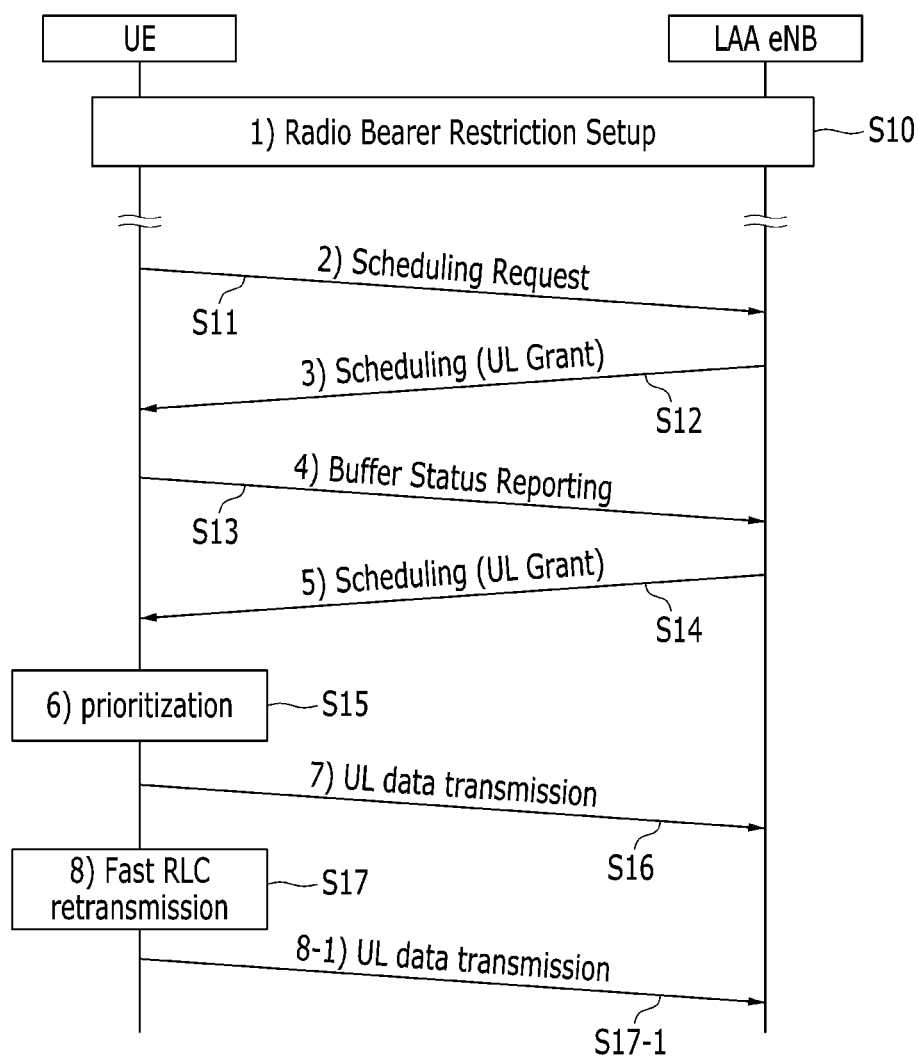 UE
LAA eNB
1) Radio Bearer Restriction Setup
S10
2) Scheduling Request
S11
3) Scheduling (UL Grant)
S12
4) Buffer Status Reporting
S13
5) Scheduling (UL Grant)
S14
6) prioritization
S15
7) UL data transmission
S16
8) Fast RLC
retransmission
S17
8-1) UL data transmission
S17-1